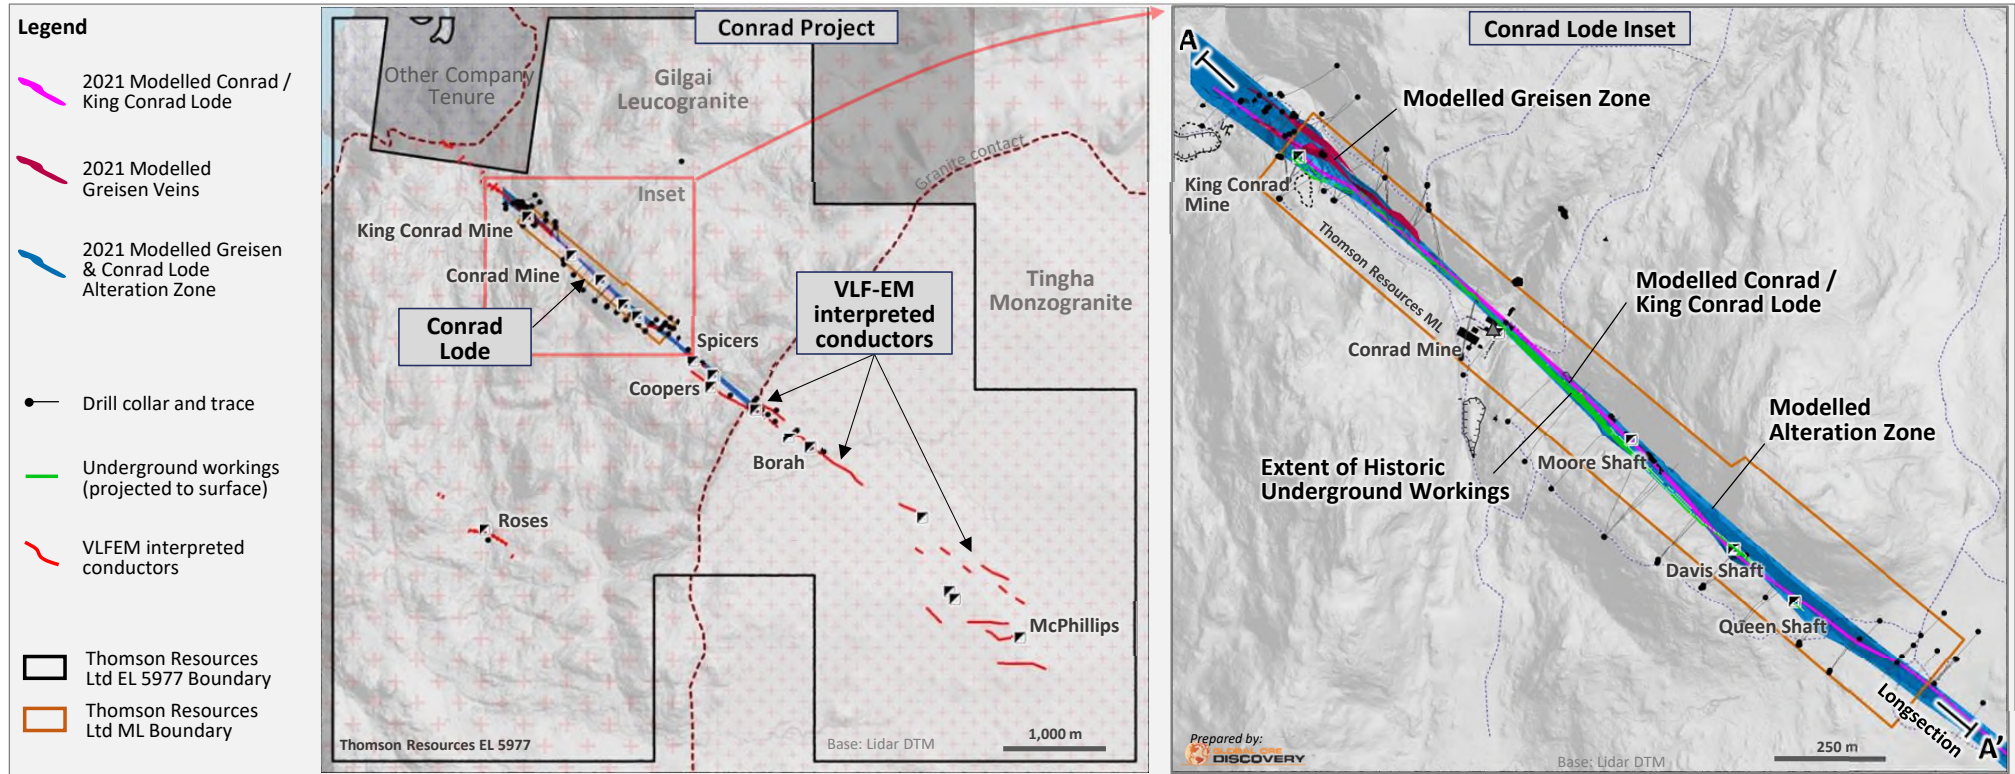 Legend
2021 Modelled Conrad /
King Conrad Lode
2021 Modelled
Greisen Veins
2021 Modelled Greisen
& Conrad Lode
Alteration Zone
Drill collar and trace
Underground workings
(projected to surface)
VLFEM interpreted
conductors
Thomson Resources
Ltd EL 5977 Boundary
Thomson Resources
Ltd ML Boundary
Conrad Project
Other Company
Tenure
Gilgai
Leucogranite
Granite contact
Inset
King Conrad Mine
Conrad Mine
Conrad
Lode
Spicers
Coopers
VLF-EM
interpreted
conductors
Tingha
Monzogranite
Borah
Roses
McPhillips
Thomson Resources EL 5977
Base: Lidar DTM
1,000 m
Conrad Lode Inset
A
Modelled Greisen Zone
King Conrad
Mine
Thomson Resources ML
Modelled Conrad /
King Conrad Lode
Conrad Mine
Modelled
Alteration Zone
Moore Shaft
Extent of Historic
Underground Workings
Davis Shaft
Queen Shaft
Longsection
A'
Prepared by:
GLOBAL ORE
DISCOVERY
Base: Lidar DTM
250 m